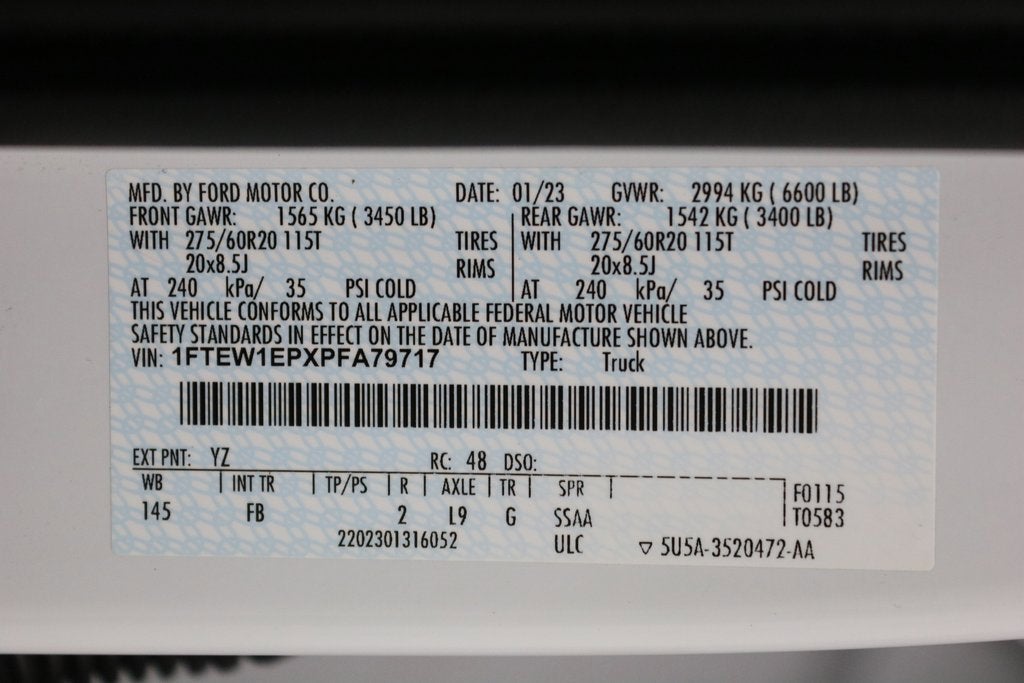 MFD. BY FORD MOTOR CO. DATE: 01/23 GVWR: 2994 KG ( 6600 LB)
FRONT GAWR: 1565 KG ( 3450 LB) REAR GAWR: 1542 KG ( 3400 LB)
WITH 275/60R20 115T TIRES WITH 275/60R20 115T TIRES
20x8.5J RIMS 20x8.5J RIMS
AT 240 kPa/ 35 PSI COLD AT 240 kPa/ 35 PSI COLD
THIS VEHICLE CONFORMS TO ALL APPLICABLE FEDERAL MOTOR VEHICLE
SAFETY STANDARDS IN EFFECT ON THE DATE OF MANUFACTURE SHOWN ABOVE.
VIN: 1FTEW1EPXPFA79717 TYPE: Truck
EXT PNT: YZ RC: 48 DSO:
WB INT TR TP/PS R AXLE TR SPR F0115
145 FB 2 L9 G SSAA T0583
2202301316052 ULC ▽ 5U5A-3520472-AA